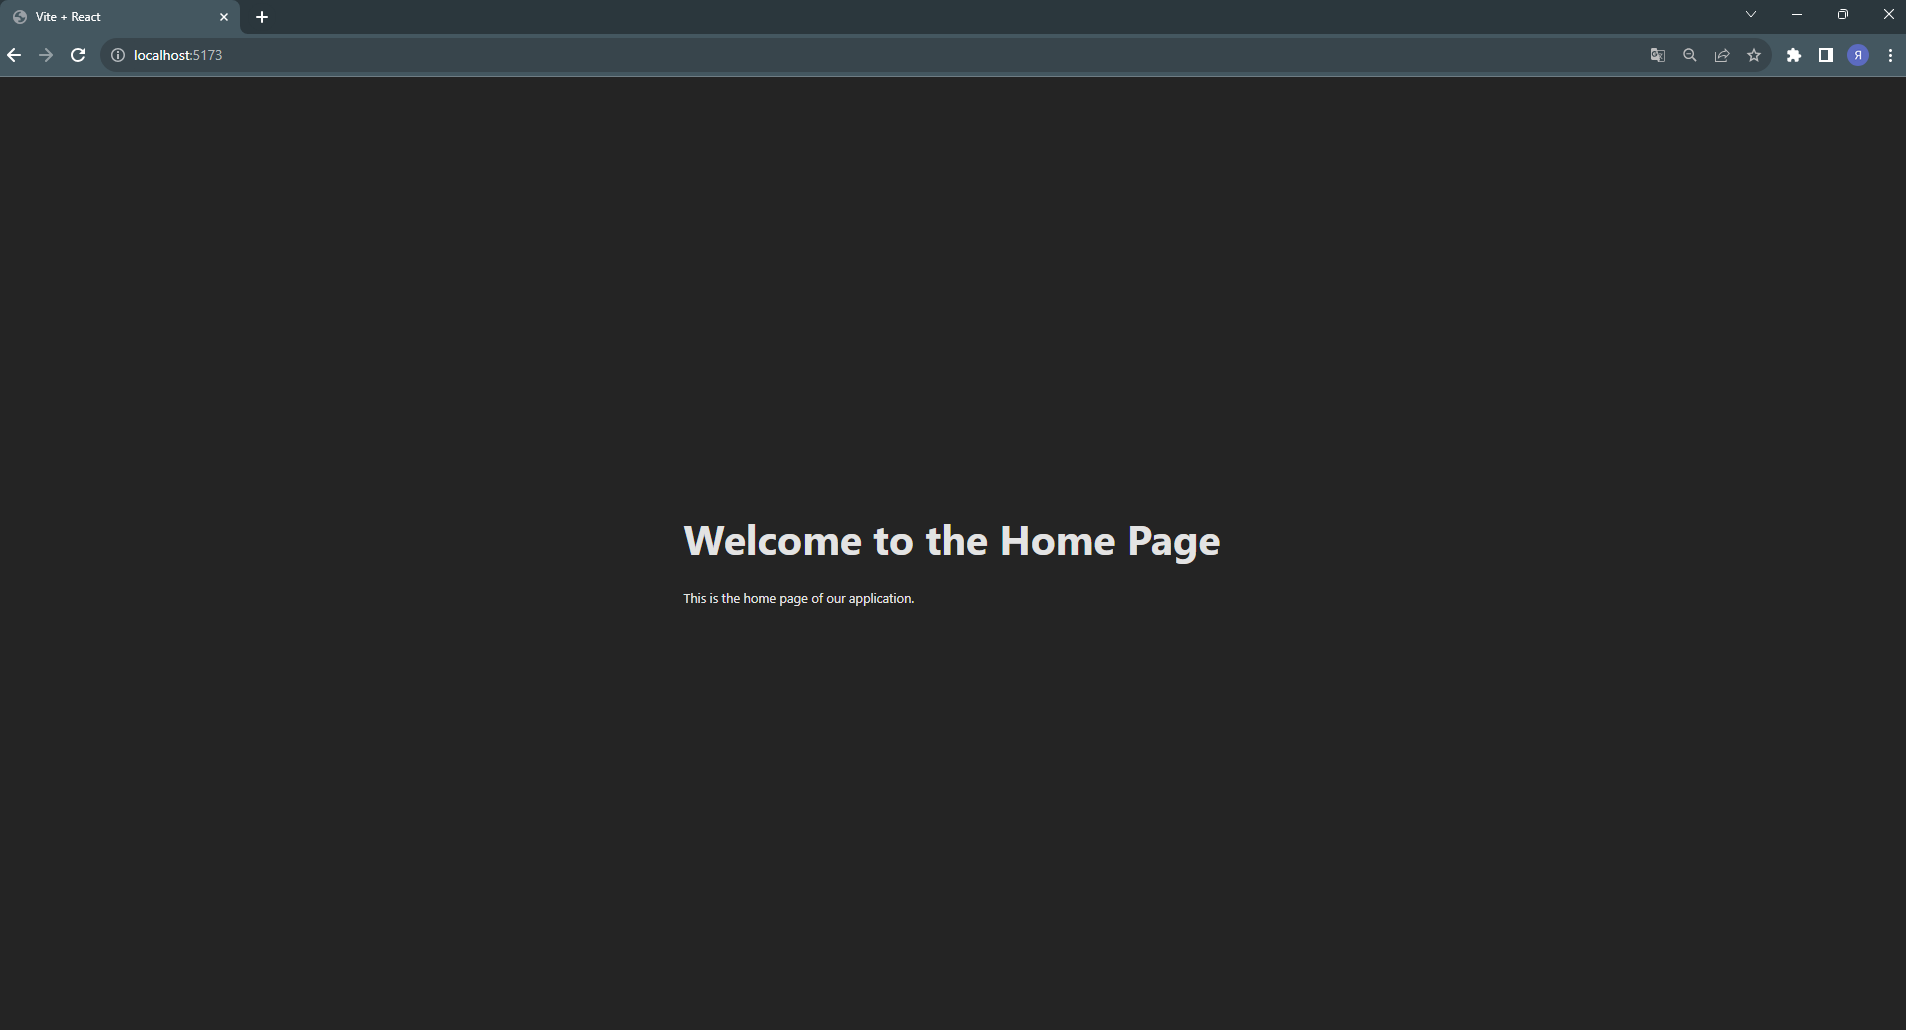 Vite + React
localhost:5173
Я
Welcome to the Home Page
This is the home page of our application.